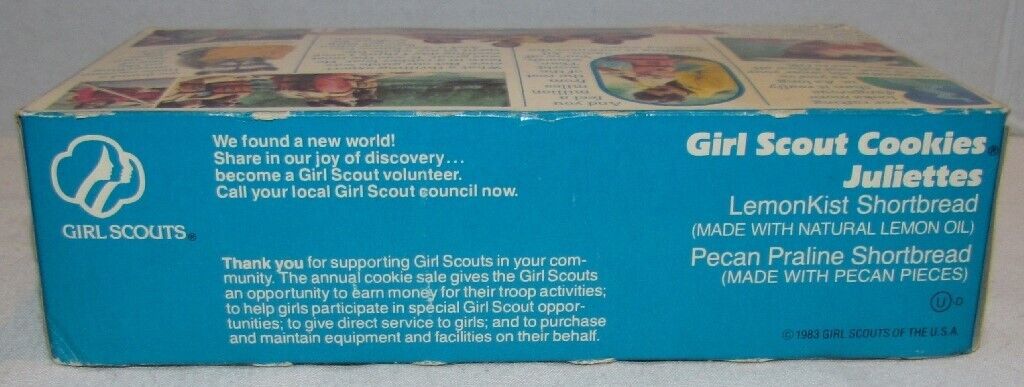 GIRL SCOUTS®
We found a new world!
Share in our joy of discovery...
become a Girl Scout volunteer.
Call your local Girl Scout council now.
Thank you for supporting Girl Scouts in your com-
munity. The annual cookie sale gives the Girl Scouts
an opportunity to earn money for their troop activities;
to help girls participate in special Girl Scout oppor-
tunities; to give direct service to girls; and to purchase
and maintain equipment and facilities on their behalf.
Girl Scout Cookies®
Juliettes
LemonKist Shortbread
(MADE WITH NATURAL LEMON OIL)
Pecan Praline Shortbread
(MADE WITH PECAN PIECES)
U D
© 1983 GIRL SCOUTS OF THE U.S.A.